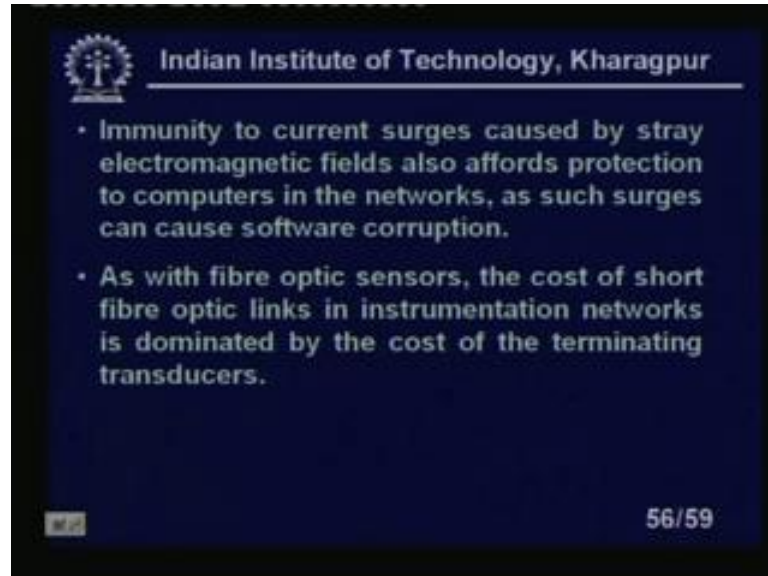 Indian Institute of Technology, Kharagpur
• Immunity to current surges caused by stray
electromagnetic fields also affords protection
to computers in the networks, as such surges
can cause software corruption.
• As with fibre optic sensors, the cost of short
fibre optic links in instrumentation networks
is dominated by the cost of the terminating
transducers.
56/59